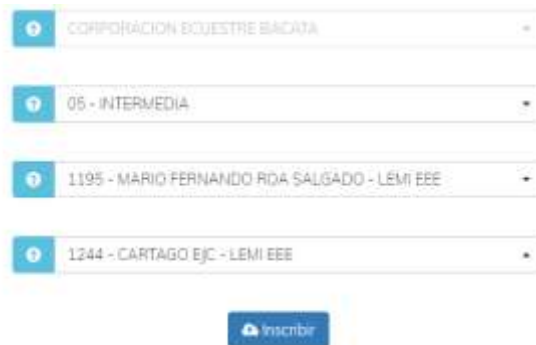 CORPORACION ECUESTRE BACATA
05 - INTERMEDIA
1195 - MARIO FERNANDO ROA SALGADO - LEMI EEE
1244 - CARTAGO EJC - LEMI EEE
Inscribir